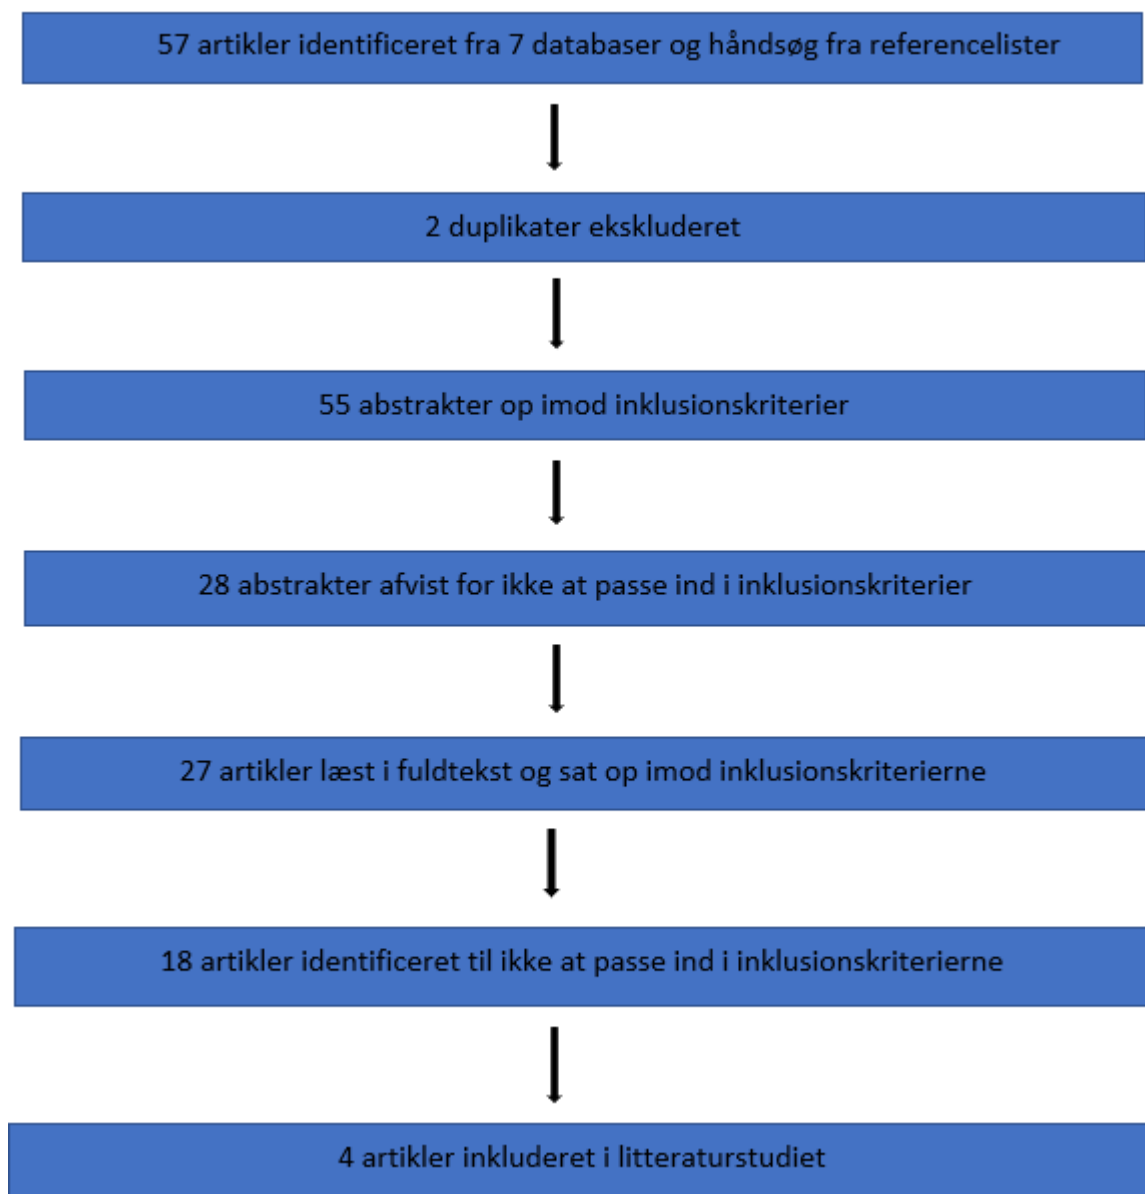 57 artikler identificeret fra 7 databaser og håndsøg fra referencelister
2 duplikater ekskluderet
55 abstrakter op imod inklusionskriterier
28 abstrakter afvist for ikke at passe ind i inklusionskriterier
27 artikler læst i fuldtekst og sat op imod inklusionskriterierne
18 artikler identificeret til ikke at passe ind i inklusionskriterierne
4 artikler inkluderet i litteraturstudiet